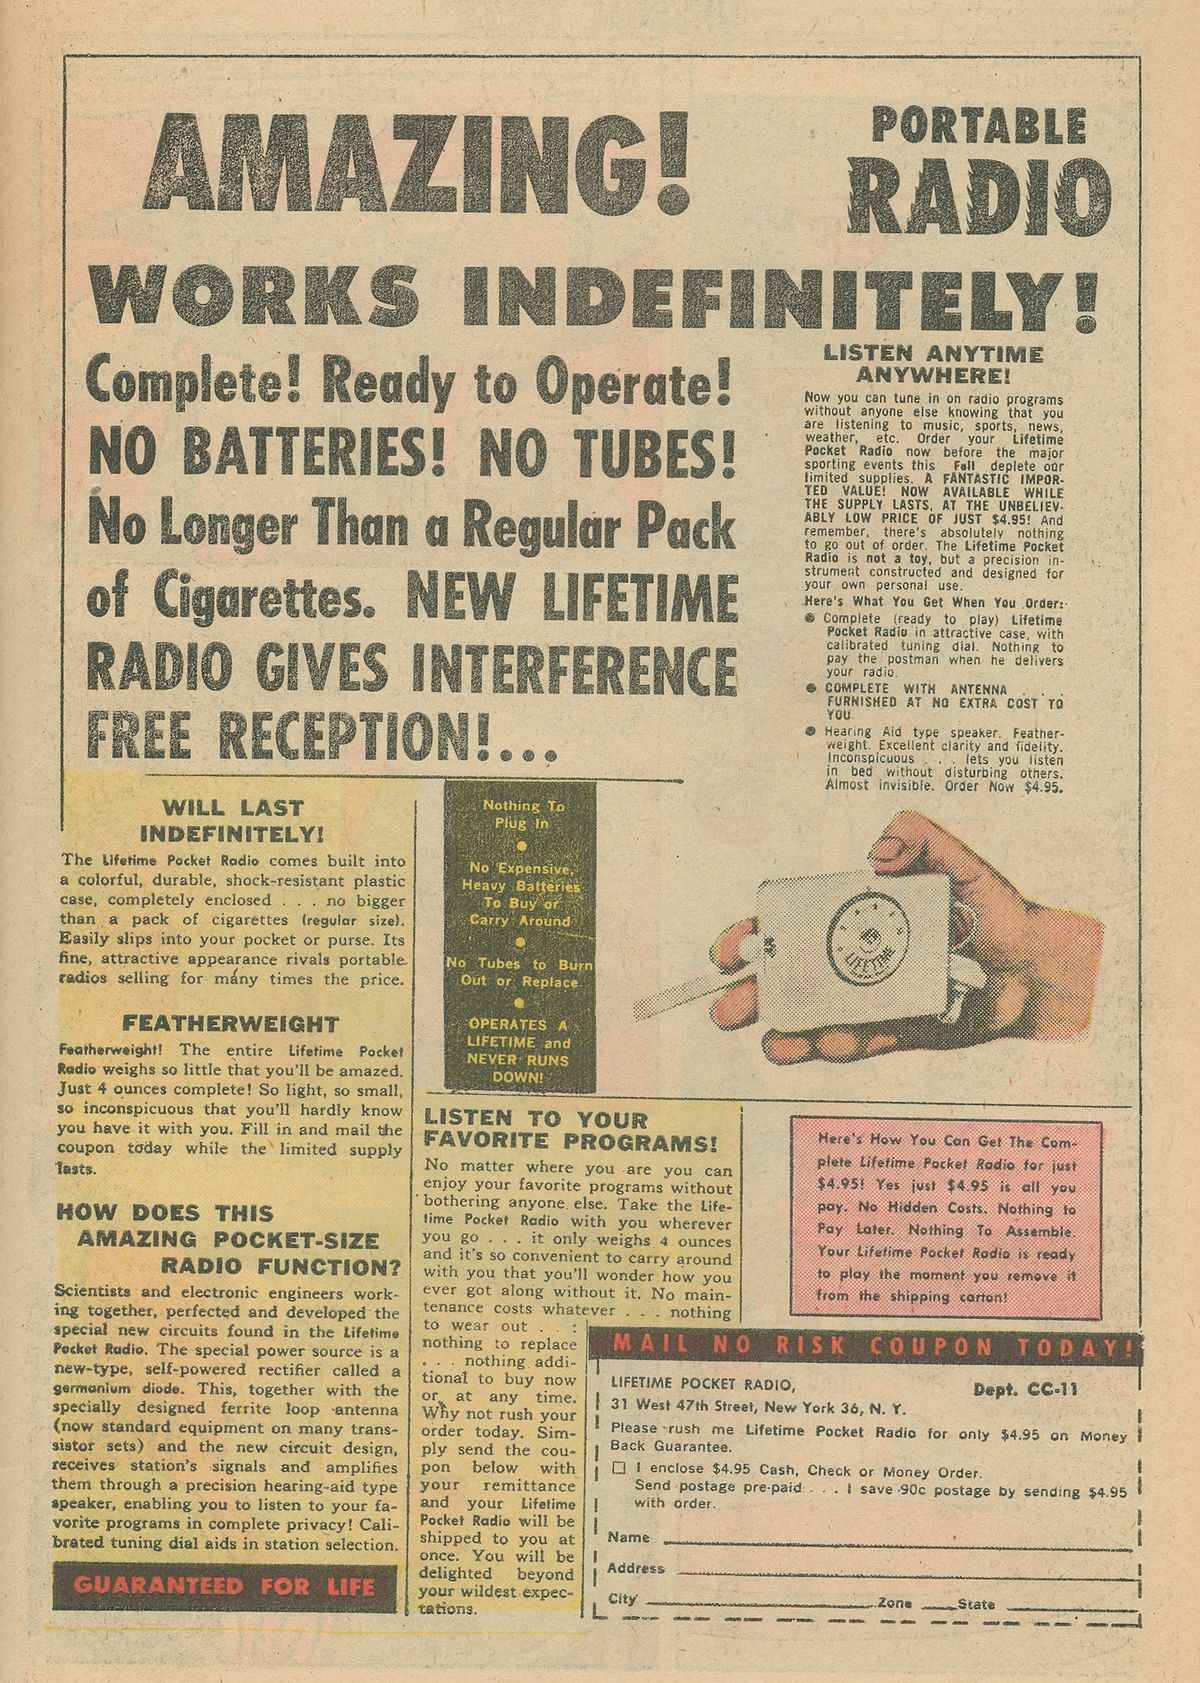 AMAZING!
PORTABLE
RADIO
WORKS INDEFINITELY!
Complete! Ready to Operate!
NO BATTERIES! NO TUBES!
No Longer Than a Regular Pack
of Cigarettes. NEW LIFETIME
RADIO GIVES INTERFERENCE
FREE RECEPTION!...
LISTEN ANYTIME
ANYWHERE!
Now you can tune in on radio programs
without anyone else knowing that you
are listening to music, sports, news,
weather, etc. Order your Lifetime
Pocket Radio now before the major
sporting events this Fall deplete our
limited supplies. A FANTASTIC IMPOR-
TED VALUE! NOW AVAILABLE WHILE
THE SUPPLY LASTS, AT THE UNBELIEV-
ABLY LOW PRICE OF JUST $4.95! And
remember, there's absolutely nothing
to go out of order. The Lifetime Pocket
Radio is not a toy, but a precision in-
strument constructed and designed for
your own personal use.
Here's What You Get When You Order:
● Complete (ready to play) Lifetime
Pocket Radio in attractive case, with
calibrated tuning dial. Nothing to
pay the postman when he delivers
your radio.
● COMPLETE WITH ANTENNA . . .
FURNISHED AT NO EXTRA COST TO
YOU
● Hearing Aid type speaker. Feather-
weight. Excellent clarity and fidelity.
Inconspicuous . . . lets you listen
in bed without disturbing others.
Almost invisible. Order Now $4.95.
WILL LAST
INDEFINITELY!
The Lifetime Pocket Radio comes built into
a colorful, durable, shock-resistant plastic
case, completely enclosed . . . no bigger
than a pack of cigarettes (regular size).
Easily slips into your pocket or purse. Its
fine, attractive appearance rivals portable
radios selling for many times the price.
FEATHERWEIGHT
Featherweight! The entire Lifetime Pocket
Radio weighs so little that you'll be amazed.
Just 4 ounces complete! So light, so small,
so inconspicuous that you'll hardly know
you have it with you. Fill in and mail the
coupon today while the limited supply
lasts.
HOW DOES THIS
AMAZING POCKET-SIZE
RADIO FUNCTION?
Scientists and electronic engineers work-
ing together, perfected and developed the
special new circuits found in the Lifetime
Pocket Radio. The special power source is a
new-type, self-powered rectifier called a
germanium diode. This, together with the
specially designed ferrite loop antenna
(now standard equipment on many trans-
sistor sets) and the new circuit design,
receives station's signals and amplifies
them through a precision hearing-aid type
speaker, enabling you to listen to your fa-
vorite programs in complete privacy! Cali-
brated tuning dial aids in station selection.
GUARANTEED FOR LIFE
Nothing To
Plug In
●
No Expensive,
Heavy Batteries
To Buy or
Carry Around
●
No Tubes to Burn
Out or Replace
●
OPERATES A
LIFETIME and
NEVER RUNS
DOWN!
LIFETIME
LISTEN TO YOUR
FAVORITE PROGRAMS!
No matter where you are you can
enjoy your favorite programs without
bothering anyone else. Take the Life-
time Pocket Radio with you wherever
you go . . . it only weighs 4 ounces
and it's so convenient to carry around
with you that you'll wonder how you
ever got along without it. No main-
tenance costs whatever . . . nothing
to wear out . . :
nothing to replace
. . . nothing addi-
tional to buy now
or at any time.
Why not rush your
order today. Sim-
ply send the cou-
pon below with
your remittance
and your Lifetime
Pocket Radio will be
shipped to you at
once. You will be
delighted beyond
your wildest expec-
tations.
Here's How You Can Get The Com-
plete Lifetime Pocket Radio for just
$4.95! Yes just $4.95 is all you
pay. No Hidden Costs. Nothing to
Pay Later. Nothing To Assemble.
Your Lifetime Pocket Radio is ready
to play the moment you remove it
from the shipping carton!
MAIL NO RISK COUPON TODAY!
LIFETIME POCKET RADIO, Dept. CC-11
31 West 47th Street, New York 36, N. Y.
Please rush me Lifetime Pocket Radio for only $4.95 on Money
Back Guarantee.
☐ I enclose $4.95 Cash, Check or Money Order.
Send postage pre-paid . . . I save 90c postage by sending $4.95
with order.
Name
Address
City Zone State